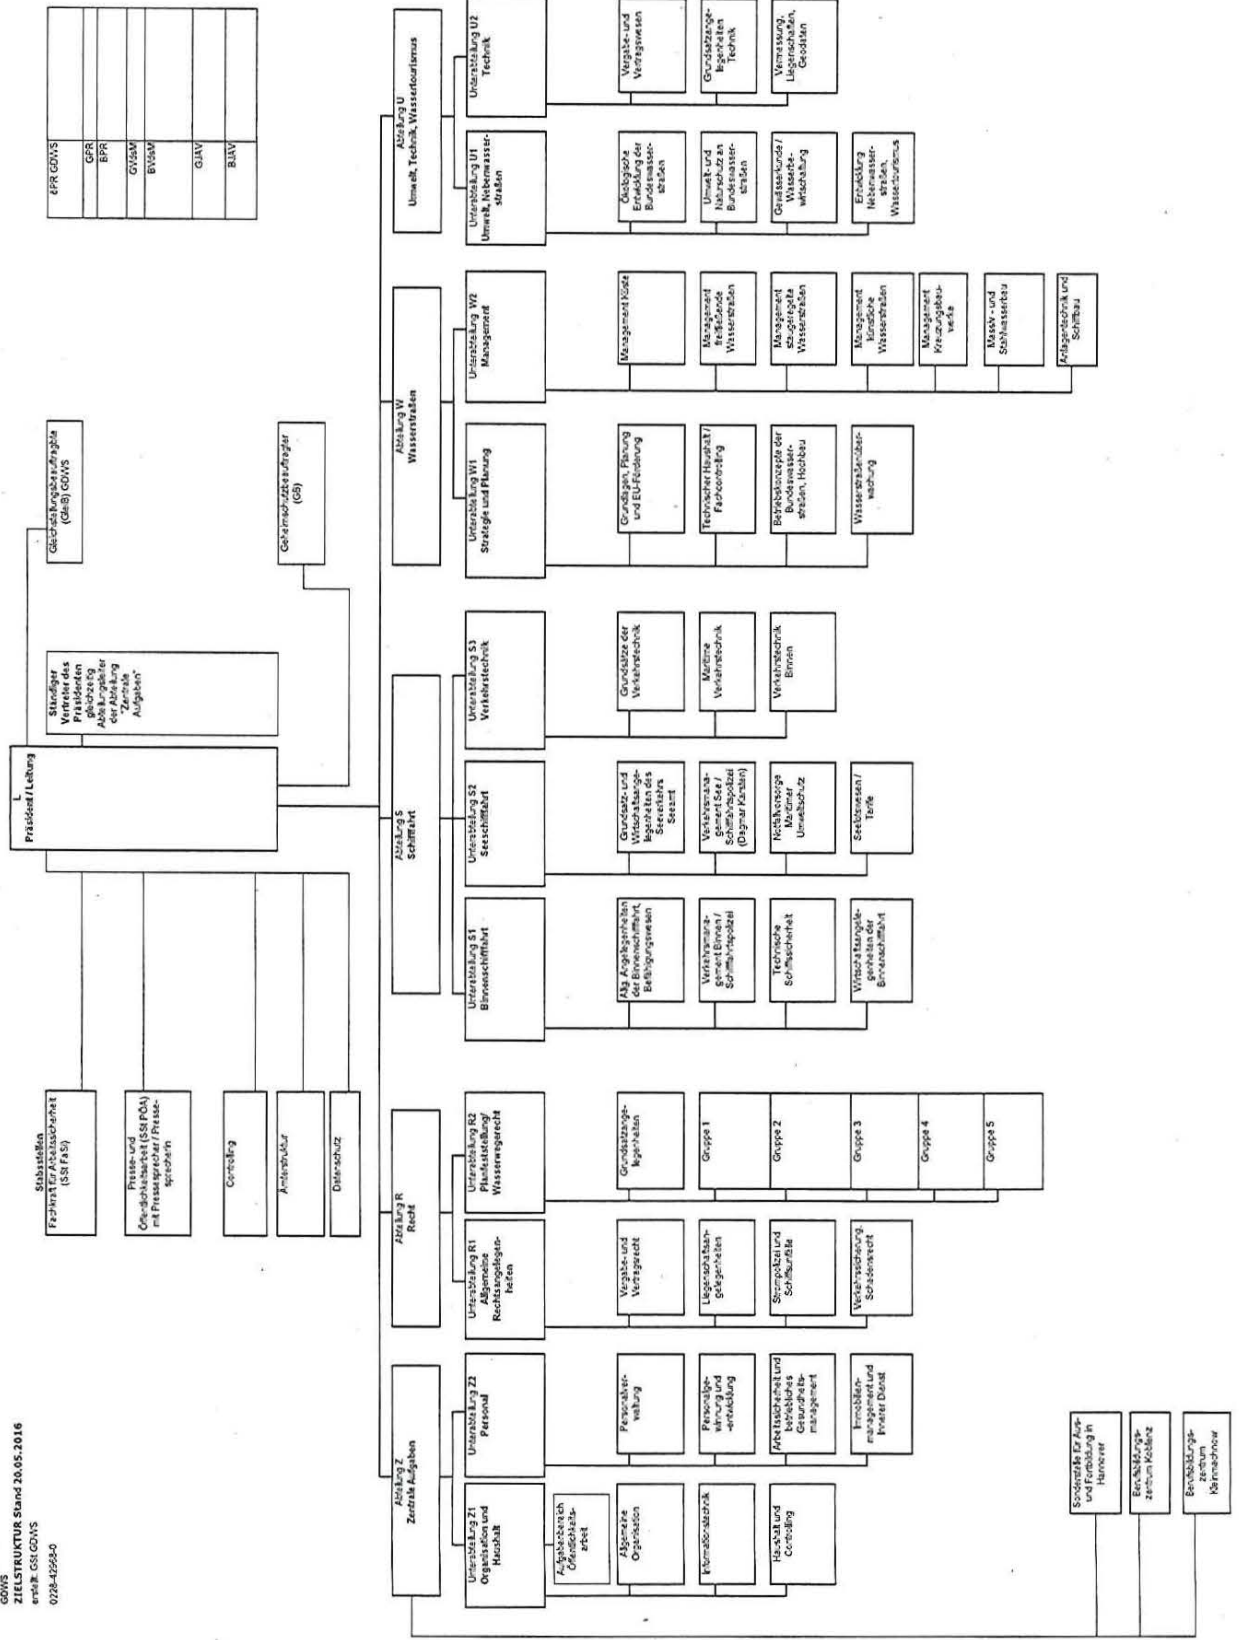 GDWS
ZIELSTRUKTUR Stand 20.05.2016
erstellt: GSt GDWS
0228-42968-0
L
Präsident/Leitung
Ständiger
Vertreter des
Präsidenten
gleichzeitig
Abteilungsleiter
der Abteilung
"Zentrale
Aufgaben"
Gleichstellungsbeauftragte
(GleiB) GDWS
Geheimschutzbeauftragter
(GB)
öPR GDWS
GPR
BPR
GVdsM
BVdsM
GJAV
BJAV
Stabsstellen
Fachkraft für Arbeitssicherheit
(SSt FaSi)
Presse- und
Öffentlichkeitsarbeit (SSt PÖA)
mit Pressesprecher / Presse-
sprecherin
Controlling
Ämterstruktur
Datenschutz
Abteilung Z
Zentrale Aufgaben
Unterabteilung Z1
Organisation und
Haushalt
Aufgabenbereich
Öffentlichkeits-
arbeit
Allgemeine
Organisation
Informationstechnik
Haushalt und
Controlling
Unterabteilung Z2
Personal
Personalver-
waltung
Personalge-
winnung und
-entwicklung
Arbeitssicherheit und
betriebliches
Gesundheits-
management
Immobilien-
management und
Innerer Dienst
Sonderstelle für Aus-
und Fortbildung in
Hannover
Berufsbildungs-
zentrum Koblenz
Berufsbildungs-
zentrum
Kleinmachnow
Abteilung R
Recht
Unterabteilung R1
Allgemeine
Rechtsangelegen-
heiten
Vergabe- und
Vertragsrecht
Liegenschaftsan-
gelegenheiten
Strompolizei und
Schiffsunfälle
Verkehrssicherung,
Schadensrecht
Unterabteilung R2
Planfeststellung/
Wasserwegerecht
Grundsatzange-
legenheiten
Gruppe 1
Gruppe 2
Gruppe 3
Gruppe 4
Gruppe 5
Abteilung S
Schifffahrt
Unterabteilung S1
Binnenschifffahrt
Allg. Angelegenheiten
der Binnenschifffahrt,
Befähigungswesen
Verkehrsmana-
gement Binnen /
Schifffahrtspolizei
Technische
Schiffssicherheit
Wirtschaftsangele-
genheiten der
Binnenschifffahrt
Unterabteilung S2
Seeschifffahrt
Grundsatz- und
Wirtschaftsange-
legenheiten des
Seeverkehrs
Seeamt
Verkehrsmana-
gement See /
Schifffahrtspolizei
(Dagmar Karsten)
Notfallvorsorge
Maritimer
Umweltschutz
Seelotswesen /
Tarife
Unterabteilung S3
Verkehrstechnik
Grundsätze der
Verkehrstechnik
Maritime
Verkehrstechnik
Verkehrstechnik
Binnen
Abteilung W
Wasserstraßen
Unterabteilung W1
Strategie und Planung
Grundlagen, Planung
und EU-Förderung
Technischer Haushalt /
Fachcontrolling
Betriebskonzepte der
Bundeswasser-
straßen, Hochbau
Wasserstraßenüber-
wachung
Unterabteilung W2
Management
Management Küste
Management
freifließende
Wasserstraßen
Management
staugeregelte
Wasserstraßen
Management
künstliche
Wasserstraßen
Management
Kreuzungsbau-
werke
Massiv- und
Stahlwasserbau
Anlagentechnik und
Schiffbau
Abteilung U
Umwelt, Technik, Wassertourismus
Unterabteilung U1
Umwelt, Nebenwasser-
straßen
Ökologische
Entwicklung der
Bundeswasser-
straßen
Umwelt- und
Naturschutz an
Bundeswasser-
straßen
Gewässerkunde /
Wasserbe-
wirtschaftung
Entwicklung
Nebenwasser-
straßen,
Wassertourismus
Unterabteilung U2
Technik
Vergabe- und
Vertragswesen
Grundsatzange-
legenheiten
Technik
Vermessung,
Liegenschaften,
Geodaten